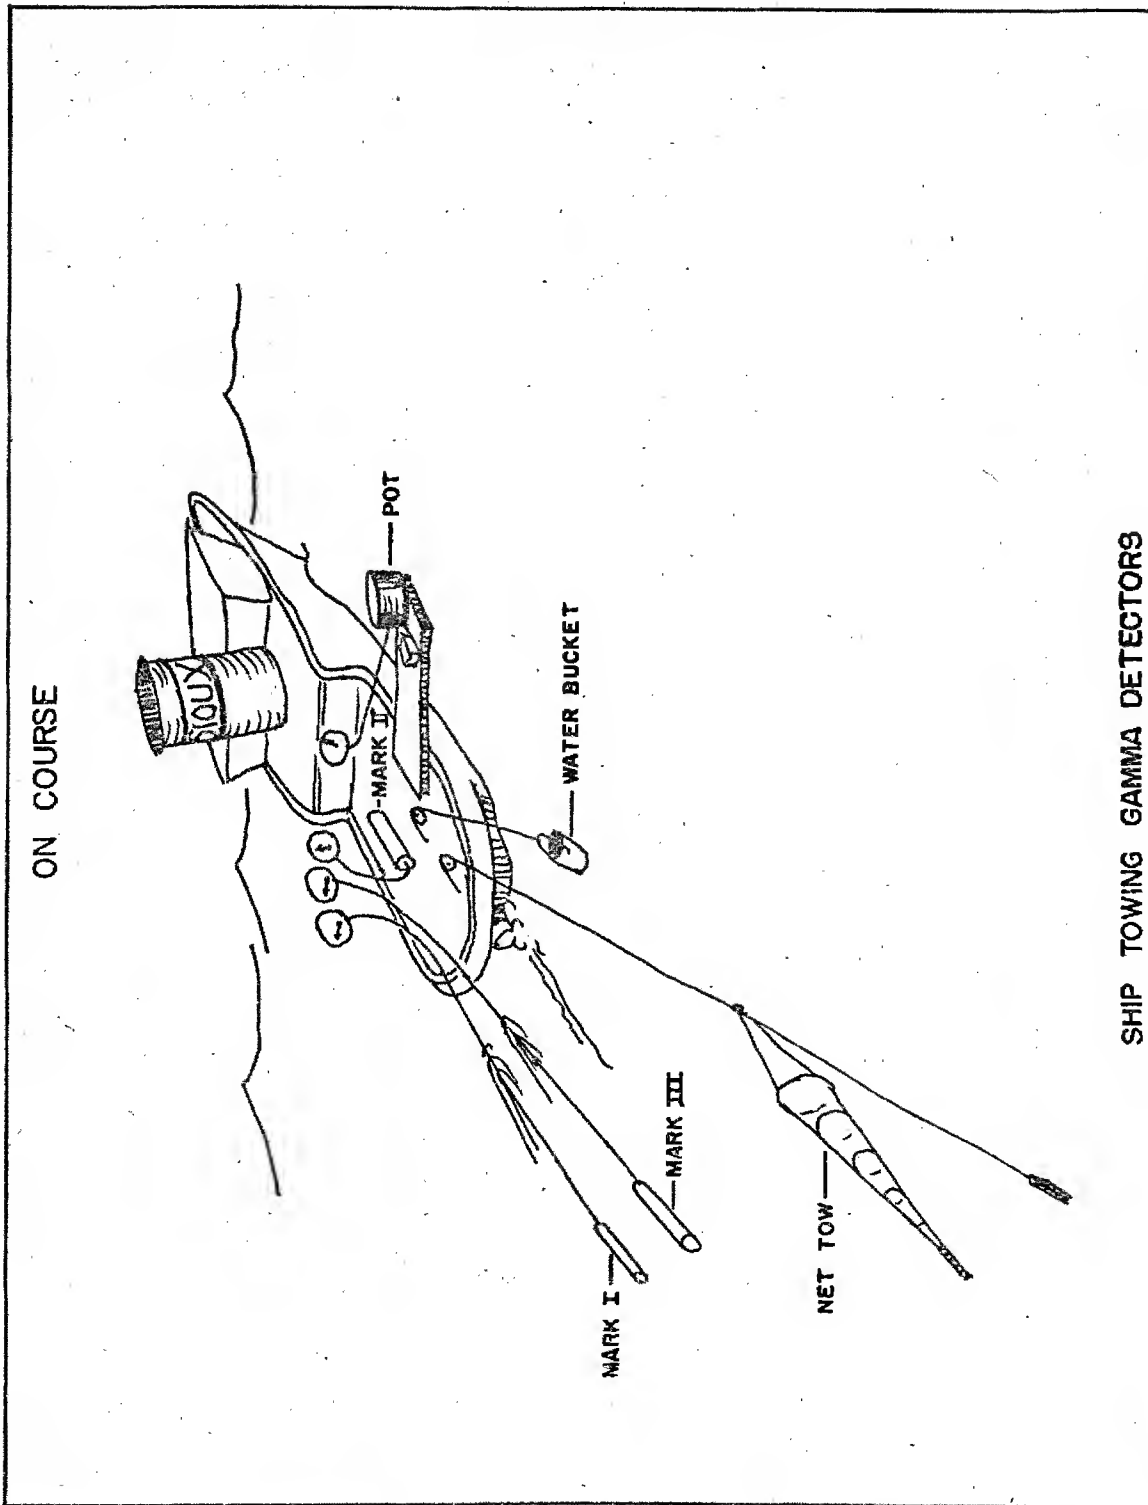 ON COURSE
SIOUX
POT
MARK II
WATER BUCKET
MARK I
MARK III
NET TOW
SHIP TOWING GAMMA DETECTORS